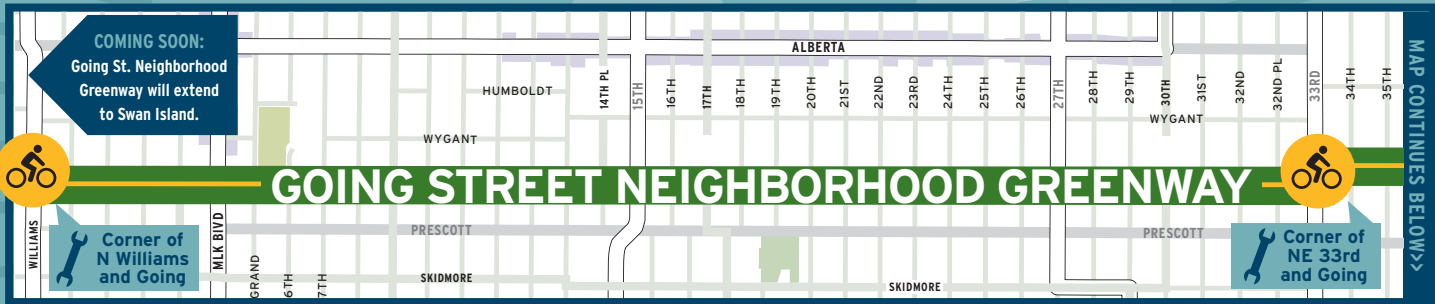 COMING SOON:
Going St. Neighborhood
Greenway will extend
to Swan Island.
ALBERTA
HUMBOLDT
14TH PL
15TH
16TH
17TH
18TH
19TH
20TH
21ST
22ND
23RD
24TH
25TH
26TH
27TH
28TH
29TH
30TH
31ST
32ND
32ND PL
33RD
34TH
35TH
WYGANT
WYGANT
GOING STREET NEIGHBORHOOD GREENWAY
WILLIAMS
Corner of
N Williams
and Going
MLK BLVD
GRAND
6TH
7TH
PRESCOTT
SKIDMORE
PRESCOTT
SKIDMORE
Corner of
NE 33rd
and Going
MAP CONTINUES BELOW>>